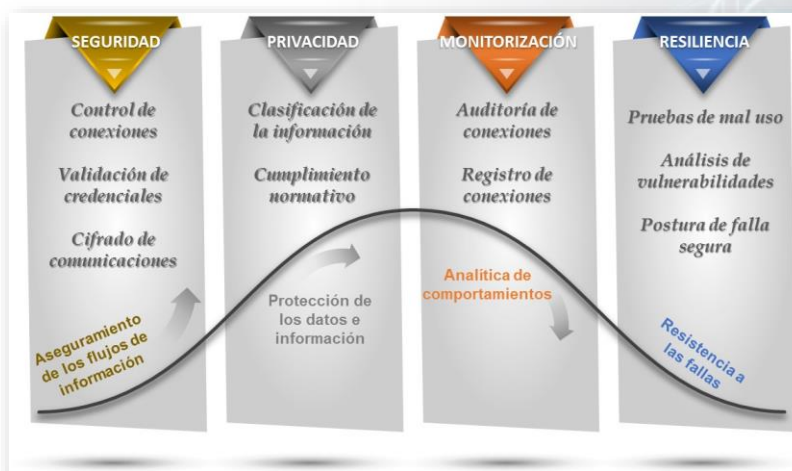 SEGURIDAD
Control de
conexiones
Validación de
credenciales
Cifrado de
comunicaciones
Aseguramiento
de los flujos de
información
PRIVACIDAD
Clasificación de
la información
Cumplimiento
normativo
Protección de
los datos e
información
MONITORIZACIÓN
Auditoría de
conexiones
Registro de
conexiones
Analítica de
comportamientos
RESILIENCIA
Pruebas de mal uso
Análisis de
vulnerabilidades
Postura de falla
segura
Resistencia a
las fallas